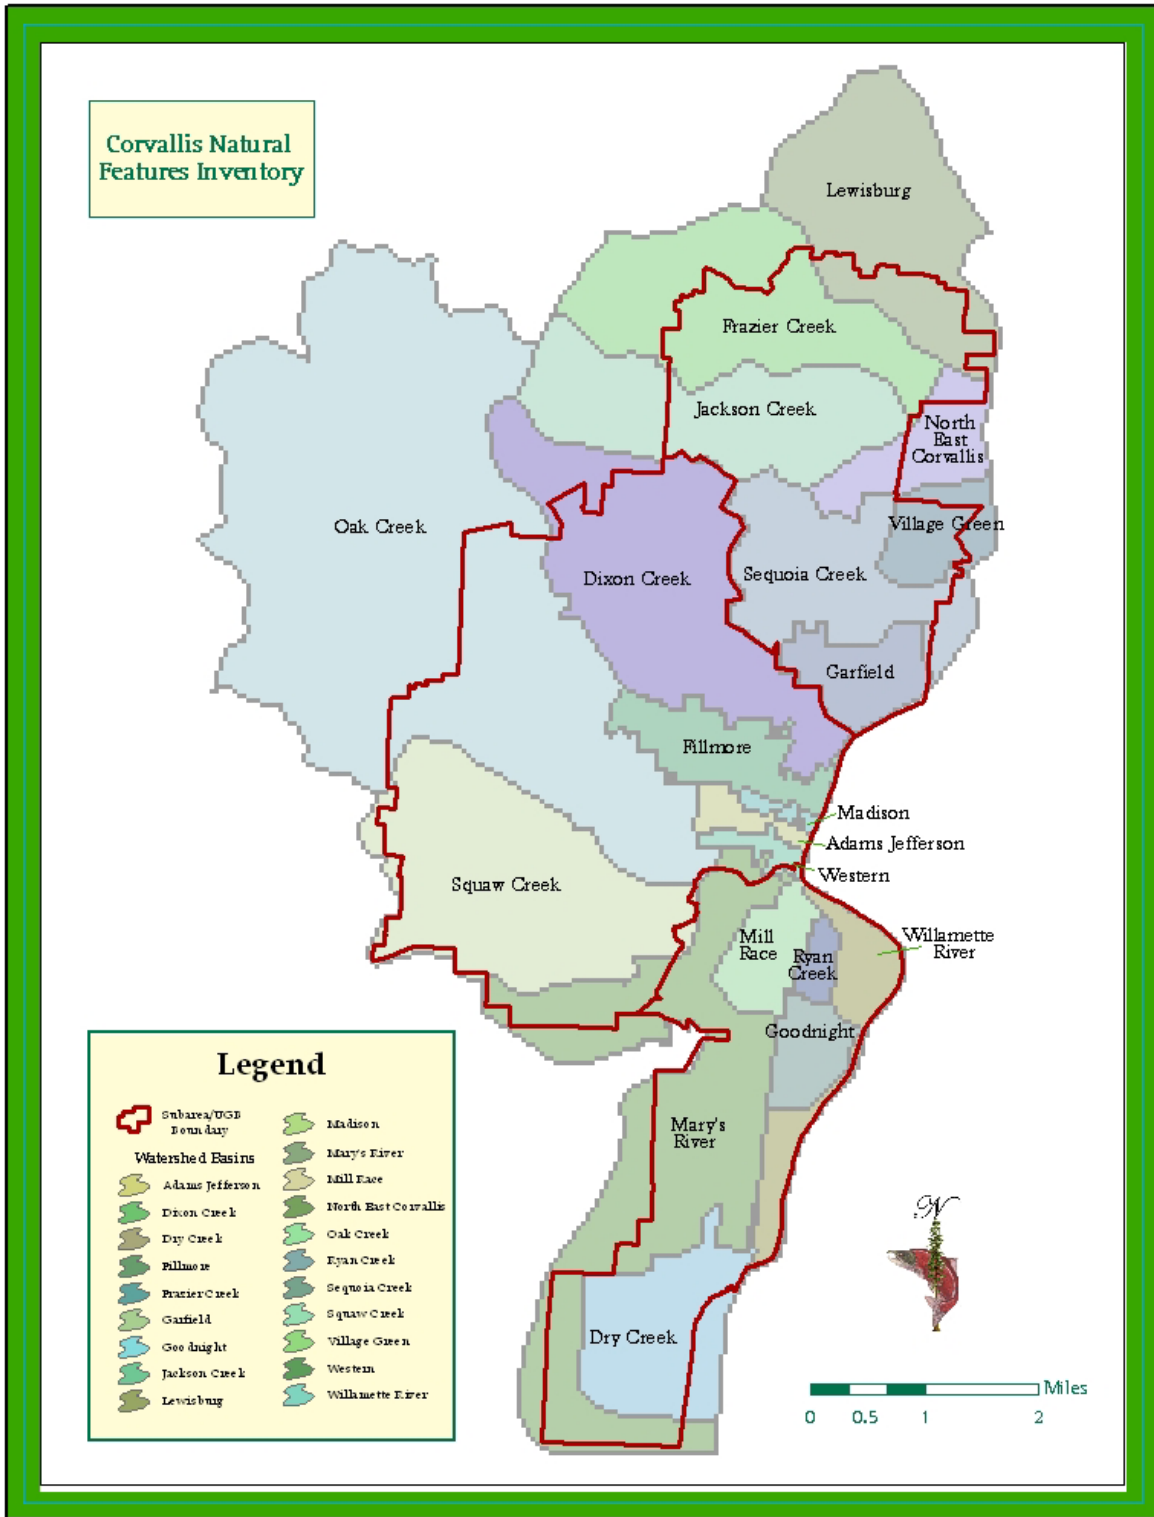 Corvallis Natural
Features Inventory
Lewisburg
Frazier Creek
Jackson Creek
North
East
Corvallis
Oak Creek
Village Green
Dixon Creek
Sequoia Creek
Garfield
Fillmore
Madison
Adams Jefferson
Western
Squaw Creek
Willamette
River
Mill
Race
Ryan
Creek
Goodnight
Mary's
River
Dry Creek
Legend
Subarea/UGB
Boundary
Watershed Basins
Adams Jefferson
Dixon Creek
Dry Creek
Fillmore
Frazier Creek
Garfield
Goodnight
Jackson Creek
Lewisburg
Madison
Mary's River
Mill Race
North East Corvallis
Oak Creek
Ryan Creek
Sequoia Creek
Squaw Creek
Village Green
Western
Willamette River
N
Miles
0 0.5 1 2